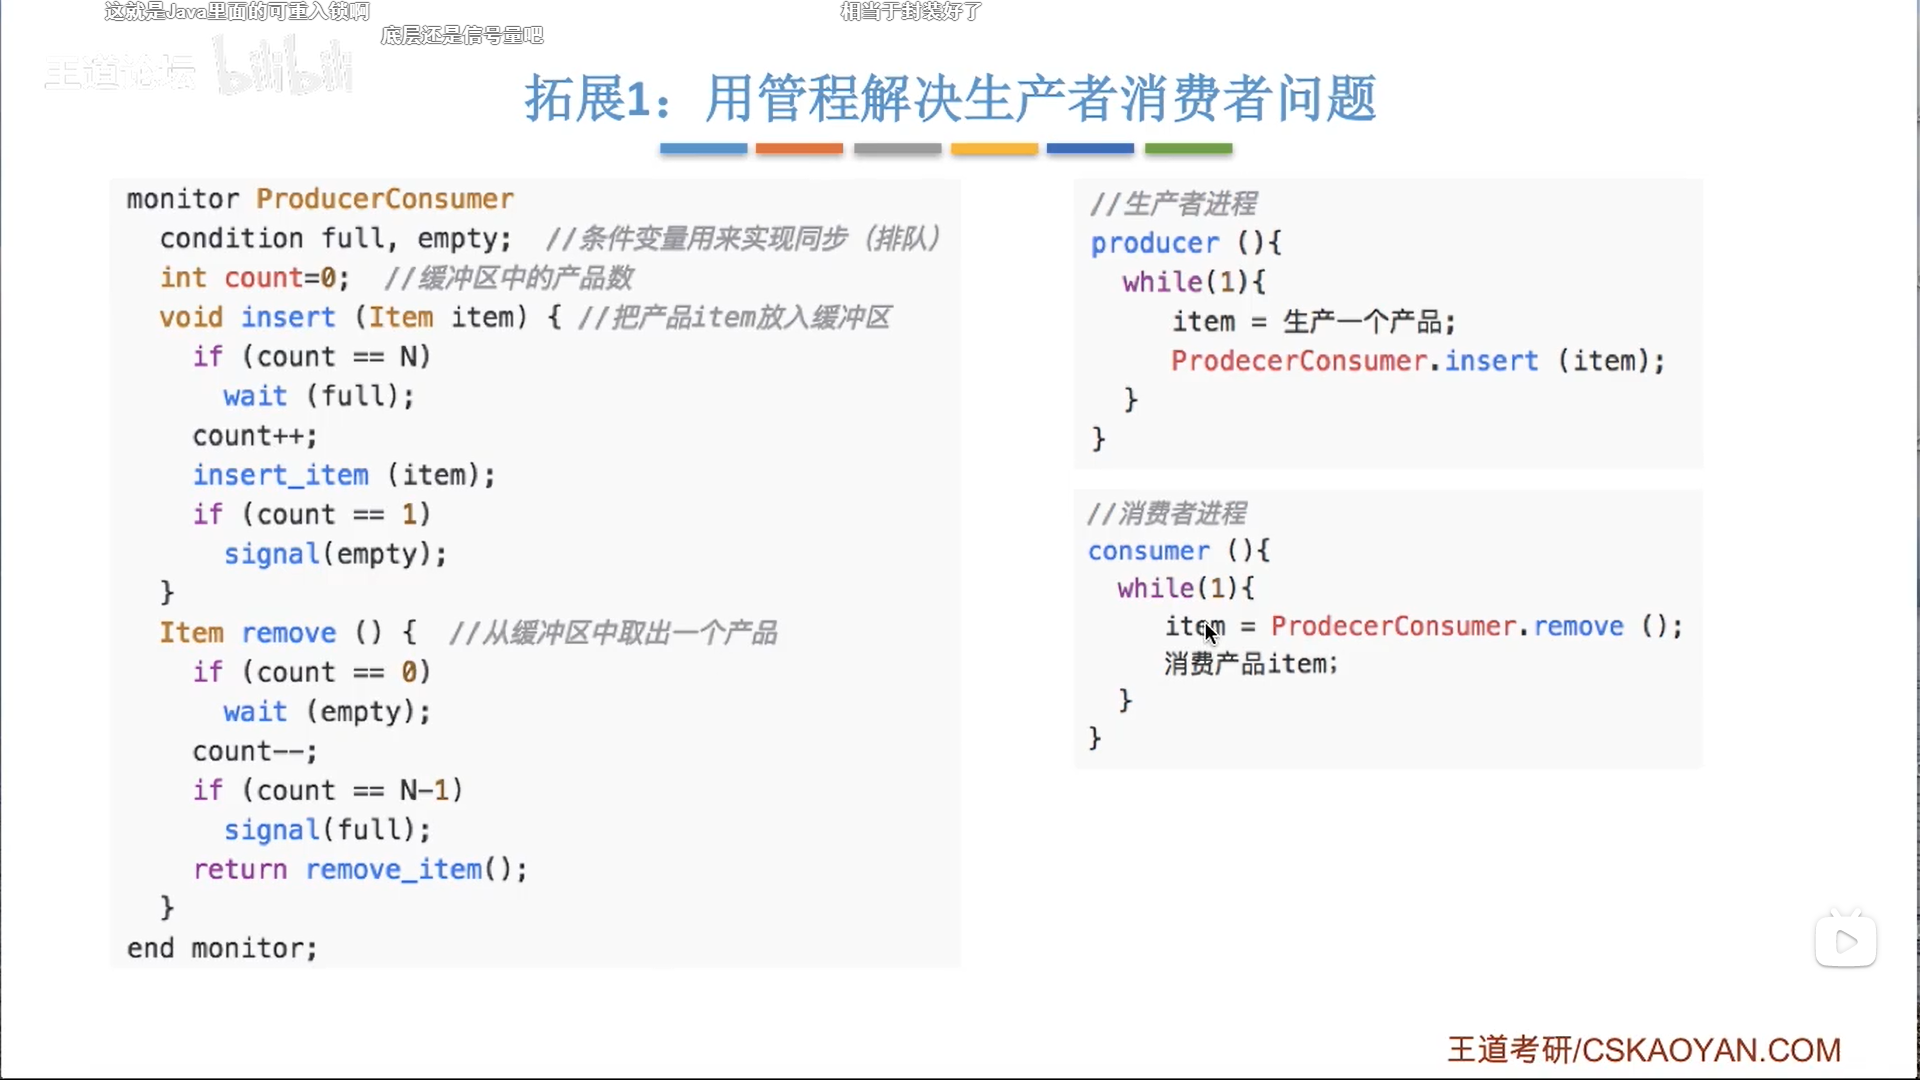 这就是Java里面的可重入锁啊
相当于封装好了
底层还是信号量吧
王道论坛 bilibili
拓展1：用管程解决生产者消费者问题
monitor ProducerConsumer
condition full, empty; //条件变量用来实现同步（排队）
int count=0; //缓冲区中的产品数
void insert (Item item) { //把产品item放入缓冲区
if (count == N)
wait (full);
count++;
insert_item (item);
if (count == 1)
signal(empty);
}
Item remove () { //从缓冲区中取出一个产品
if (count == 0)
wait (empty);
count--;
if (count == N-1)
signal(full);
return remove_item();
}
end monitor;
//生产者进程
producer (){
while(1){
item = 生产一个产品;
ProdecerConsumer.insert (item);
}
}
//消费者进程
consumer (){
while(1){
item = ProdecerConsumer.remove ();
消费产品item;
}
}
王道考研/CSKAOYAN.COM